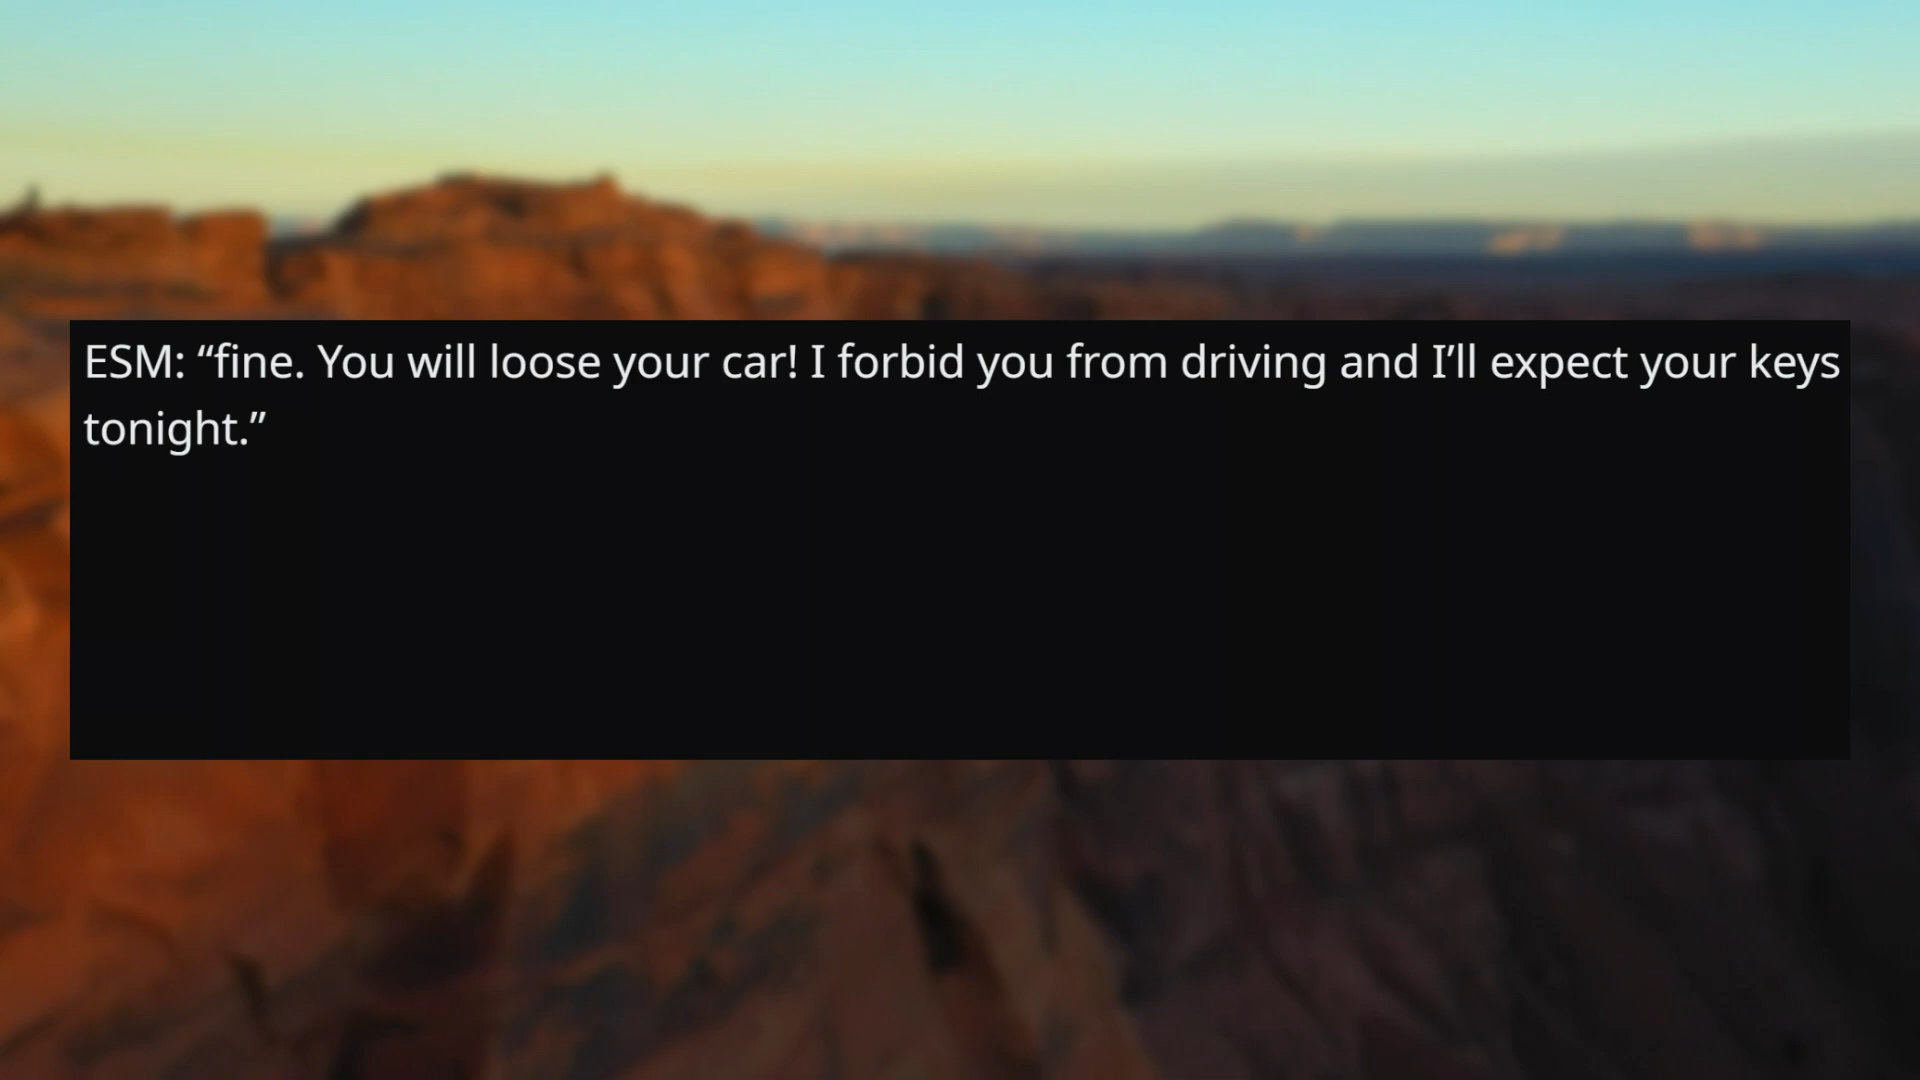 ESM: “fine. You will loose your car! I forbid you from driving and I’ll expect your keys
tonight.”